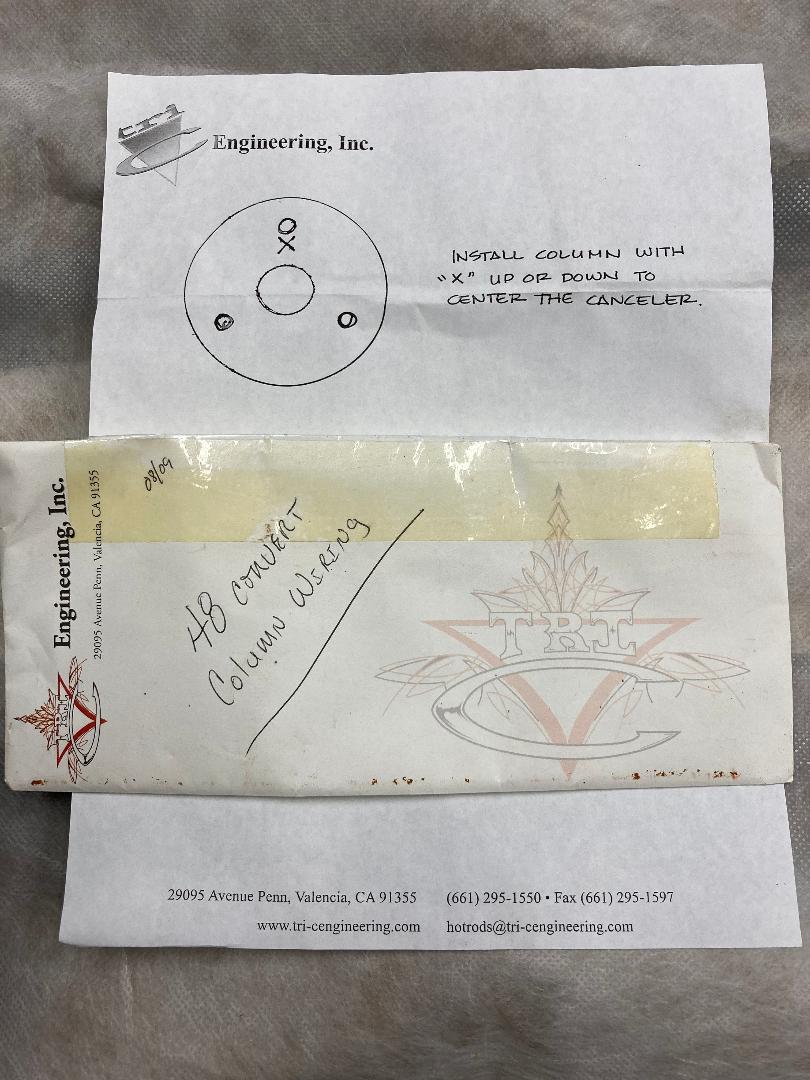 TRI
Engineering, Inc.
O
X
O O
INSTALL COLUMN WITH
"X" UP OR DOWN TO
CENTER THE CANCELER.
Engineering, Inc.
29095 Avenue Penn, Valencia, CA 91355
TRI
C
08/09
48 CONVERT
COLUMN WIRING
TRI
C
29095 Avenue Penn, Valencia, CA 91355 (661) 295-1550 • Fax (661) 295-1597
www.tri-cengineering.com hotrods@tri-cengineering.com